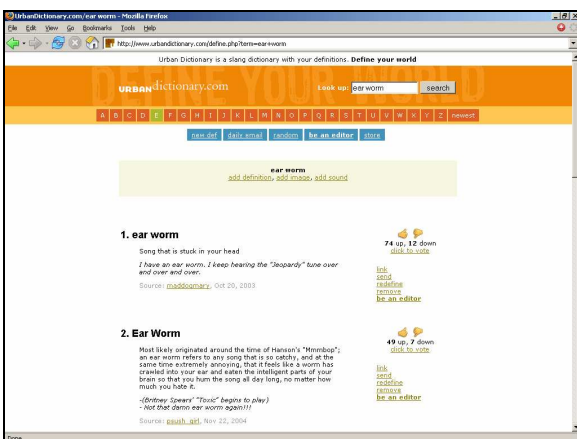 UrbanDictionary.com/ear worm - Mozilla Firefox
File Edit View Go Bookmarks Tools Help
http://www.urbandictionary.com/define.php?term=ear+worm
Urban Dictionary is a slang dictionary with your definitions. Define your world
DEFINE YOUR WORLD
URBANdictionary.com Look up: ear worm search
A B C D E F G H I J K L M N O P Q R S T U V W X Y Z newest
new def daily email random be an editor store
ear worm
add definition, add image, add sound
1. ear worm
74 up, 12 down
click to vote
Song that is stuck in your head
I have an ear worm. I keep hearing the "Jeopardy" tune over
and over and over.
Source: maddogmary, Oct 20, 2003
link
send
redefine
remove
be an editor
2. Ear Worm
49 up, 7 down
click to vote
Most likely originated around the time of Hanson's "Mmmbop";
an ear worm refers to any song that is so catchy, and at the
same time extremely annoying, that it feels like a worm has
crawled into your ear and eaten the intelligent parts of your
brain so that you hum the song all day long, no matter how
much you hate it.
-(Britney Spears' "Toxic" begins to play)
- Not that damn ear worm again!!!
Source: psush_girl, Nov 22, 2004
link
send
redefine
remove
be an editor
Done